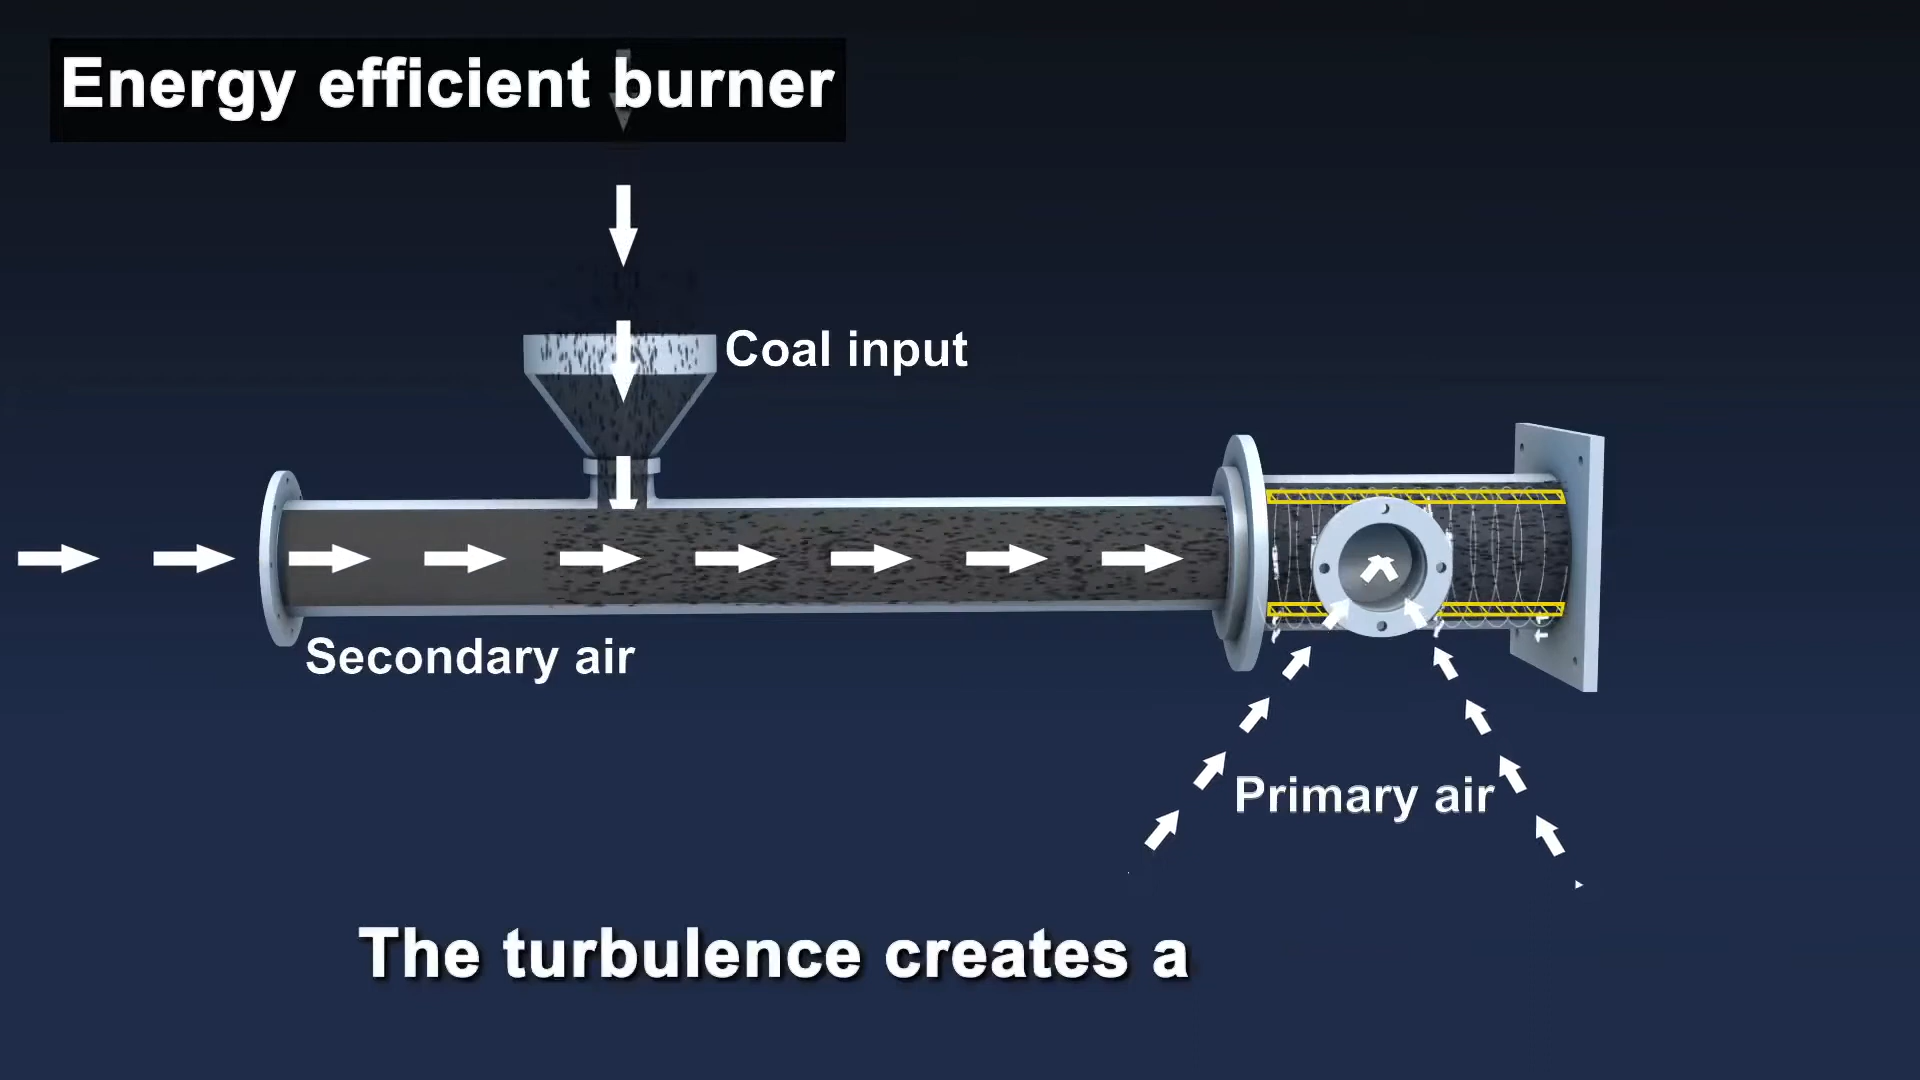 Energy efficient burner
Coal input
Secondary air
Primary air
The turbulence creates a